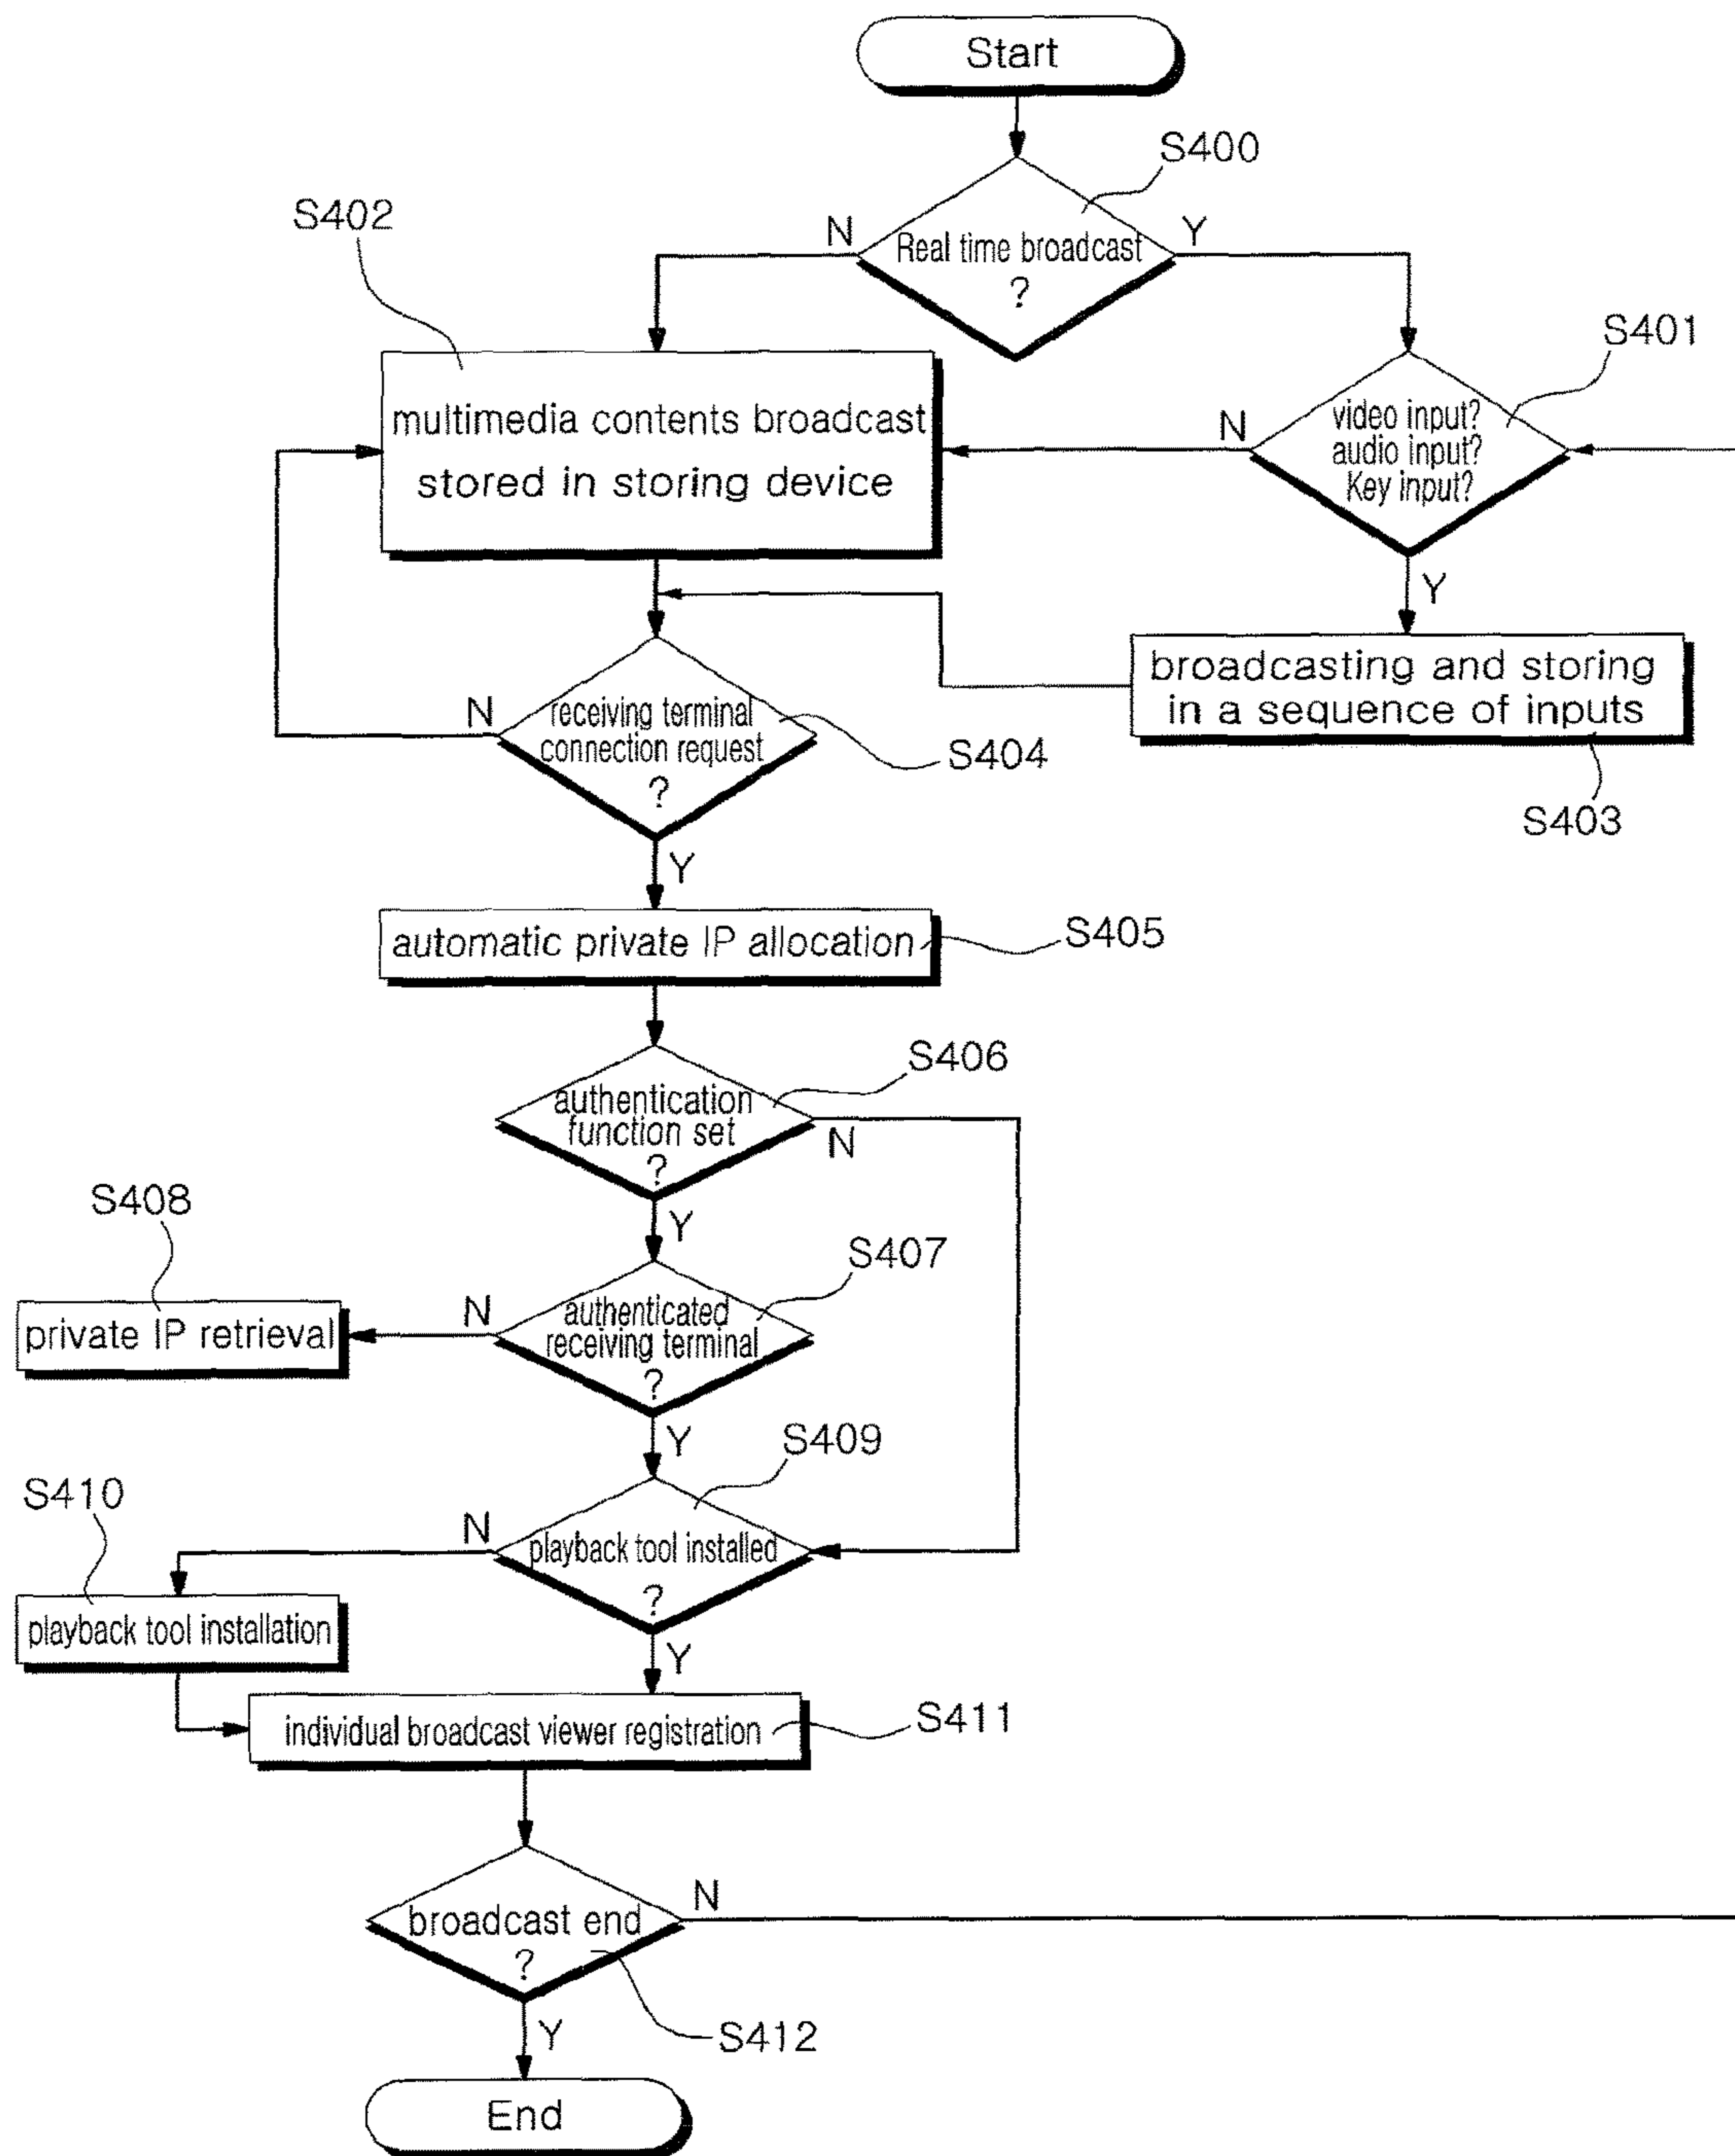 Start
S400
N
Real time broadcast
?
Y
S402
S401
multimedia contents broadcast
stored in storing device
N
video input?
audio input?
Key input?
Y
broadcasting and storing
in a sequence of inputs
S403
N
receiving terminal
connection request
?
S404
Y
automatic private IP allocation
S405
S406
authentication
function set
?
N
Y
S408
S407
private IP retrieval
N
authenticated
receiving terminal
?
Y
S409
S410
N
playback tool installed
?
playback tool installation
Y
individual broadcast viewer registration
S411
N
broadcast end
?
Y
S412
End